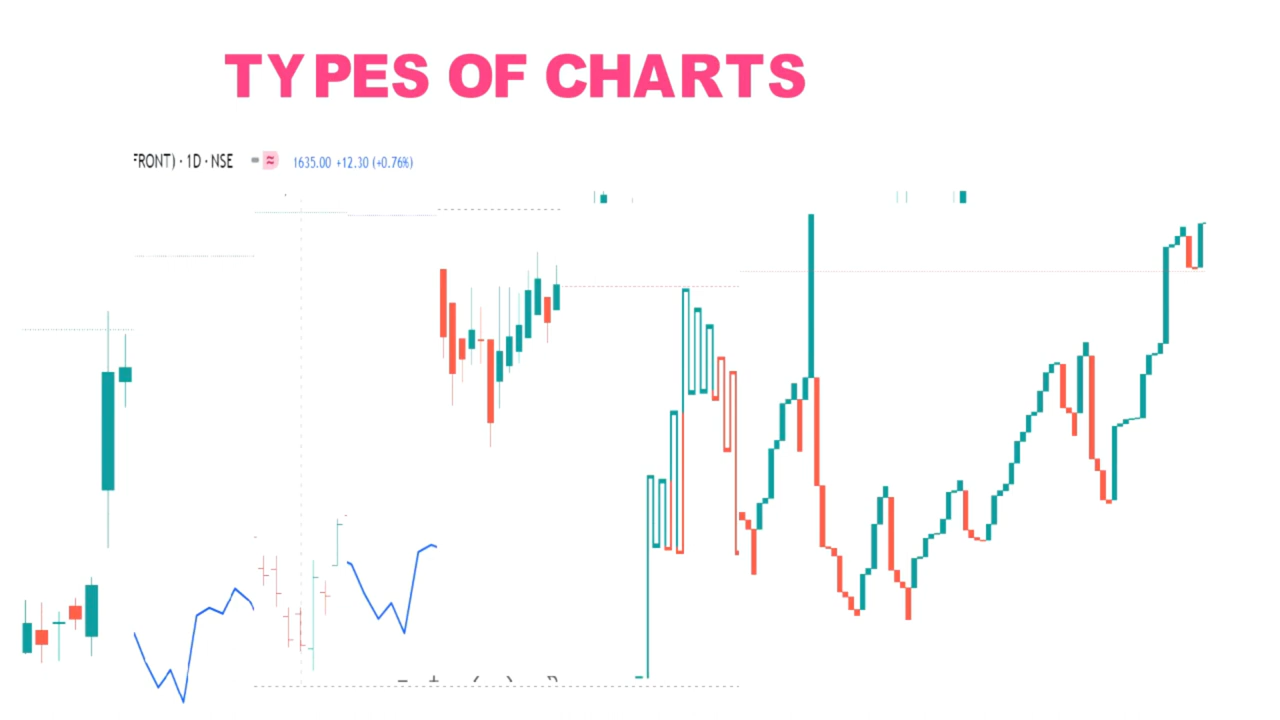 TYPES OF CHARTS
FRONT) · 1D · NSE 1635.00 +12.30 (+0.76%)